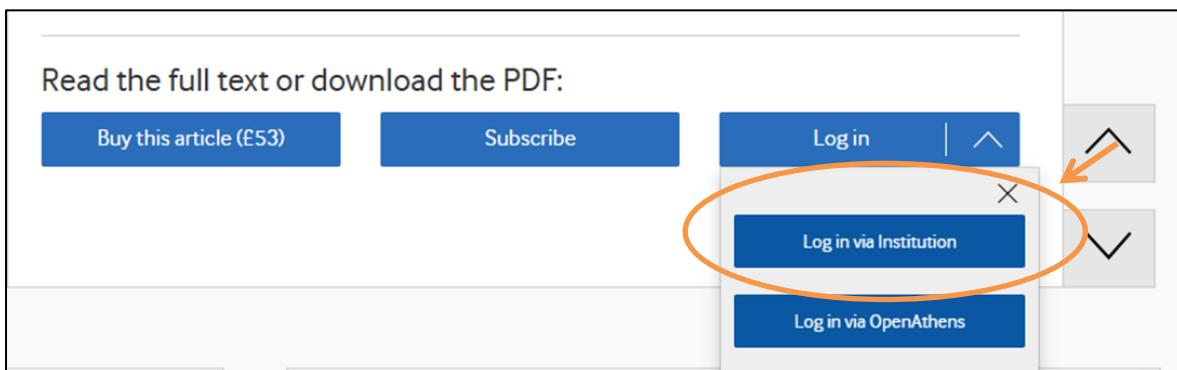 Read the full text or download the PDF:
Buy this article (£53) Subscribe Log in
Log in via Institution
Log in via OpenAthens